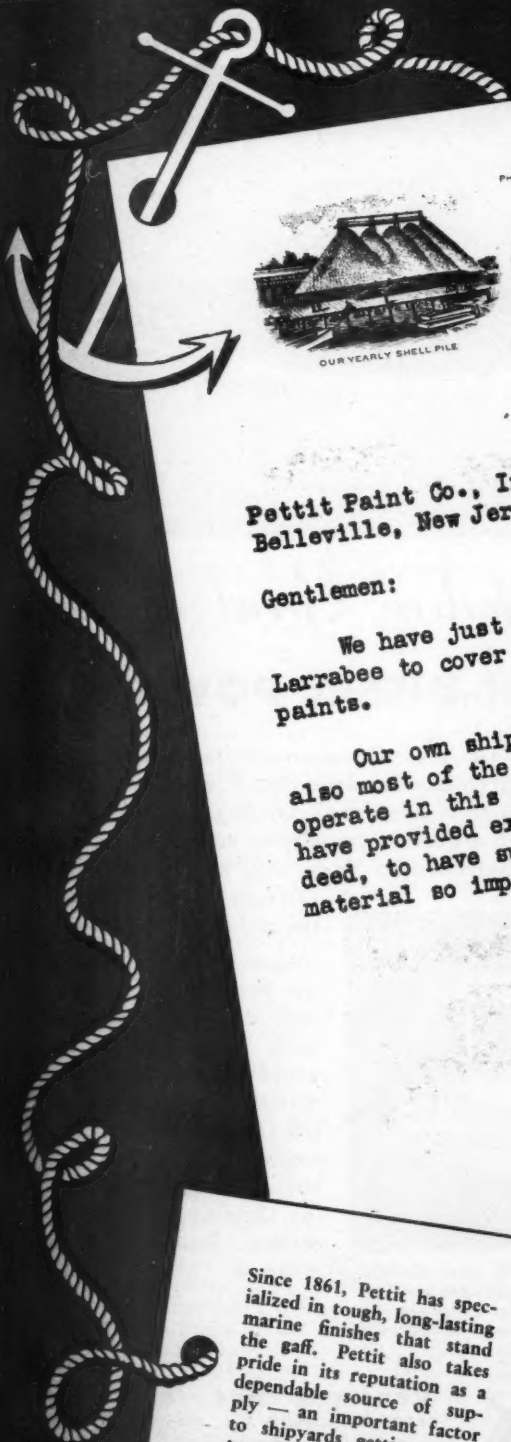 PH
OUR YEARLY SHELL PILE
Pettit Paint Co., I
Belleville, New Jer
Gentlemen:
We have just
Larrabee to cover
paints.
Our own ship
also most of the
operate in this
have provided ex
deed, to have su
material so imp
Since 1861, Pettit has spec-
ialized in tough, long-lasting
marine finishes that stand
the gaff. Pettit also takes
pride in its reputation as a
dependable source of sup-
ply — an important factor
to shipyards